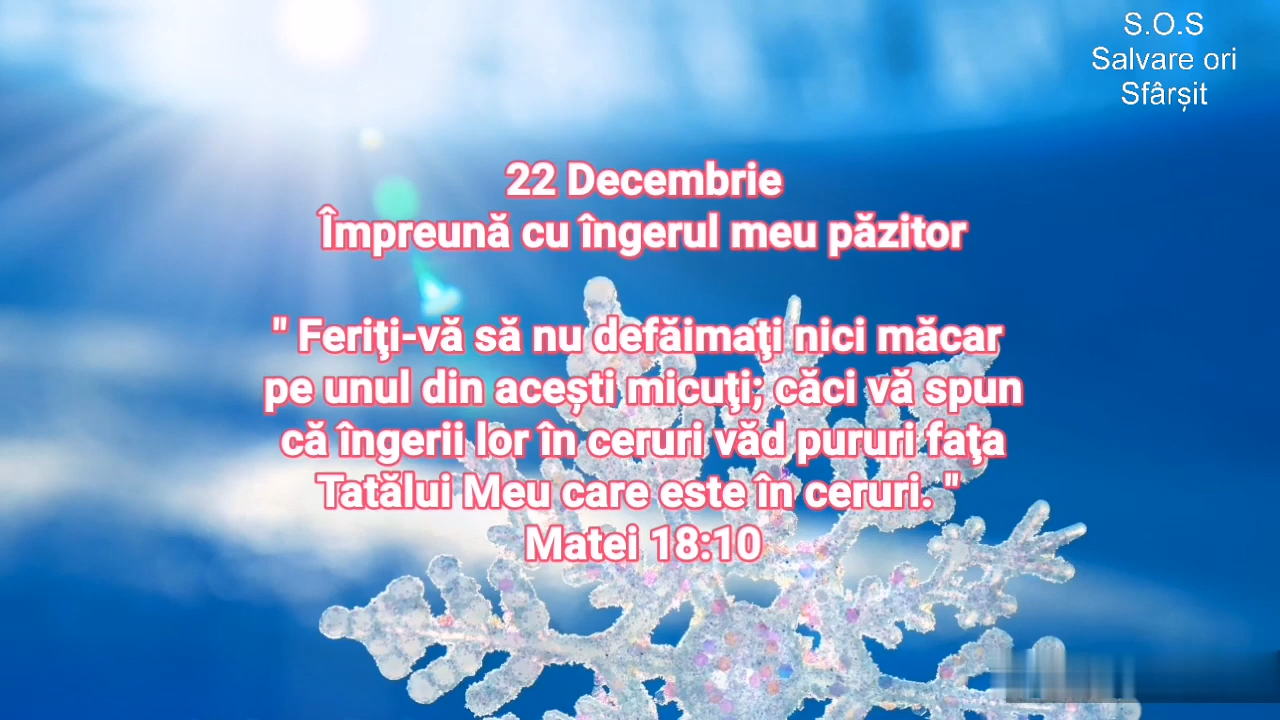 S.O.S
Salvare ori
Sfârșit
22 Decembrie
Împreună cu îngerul meu păzitor
" Feriţi-vă să nu defăimaţi nici măcar
pe unul din acești micuţi; căci vă spun
că îngerii lor în ceruri văd pururi faţa
Tatălui Meu care este în ceruri. "
Matei 18:10